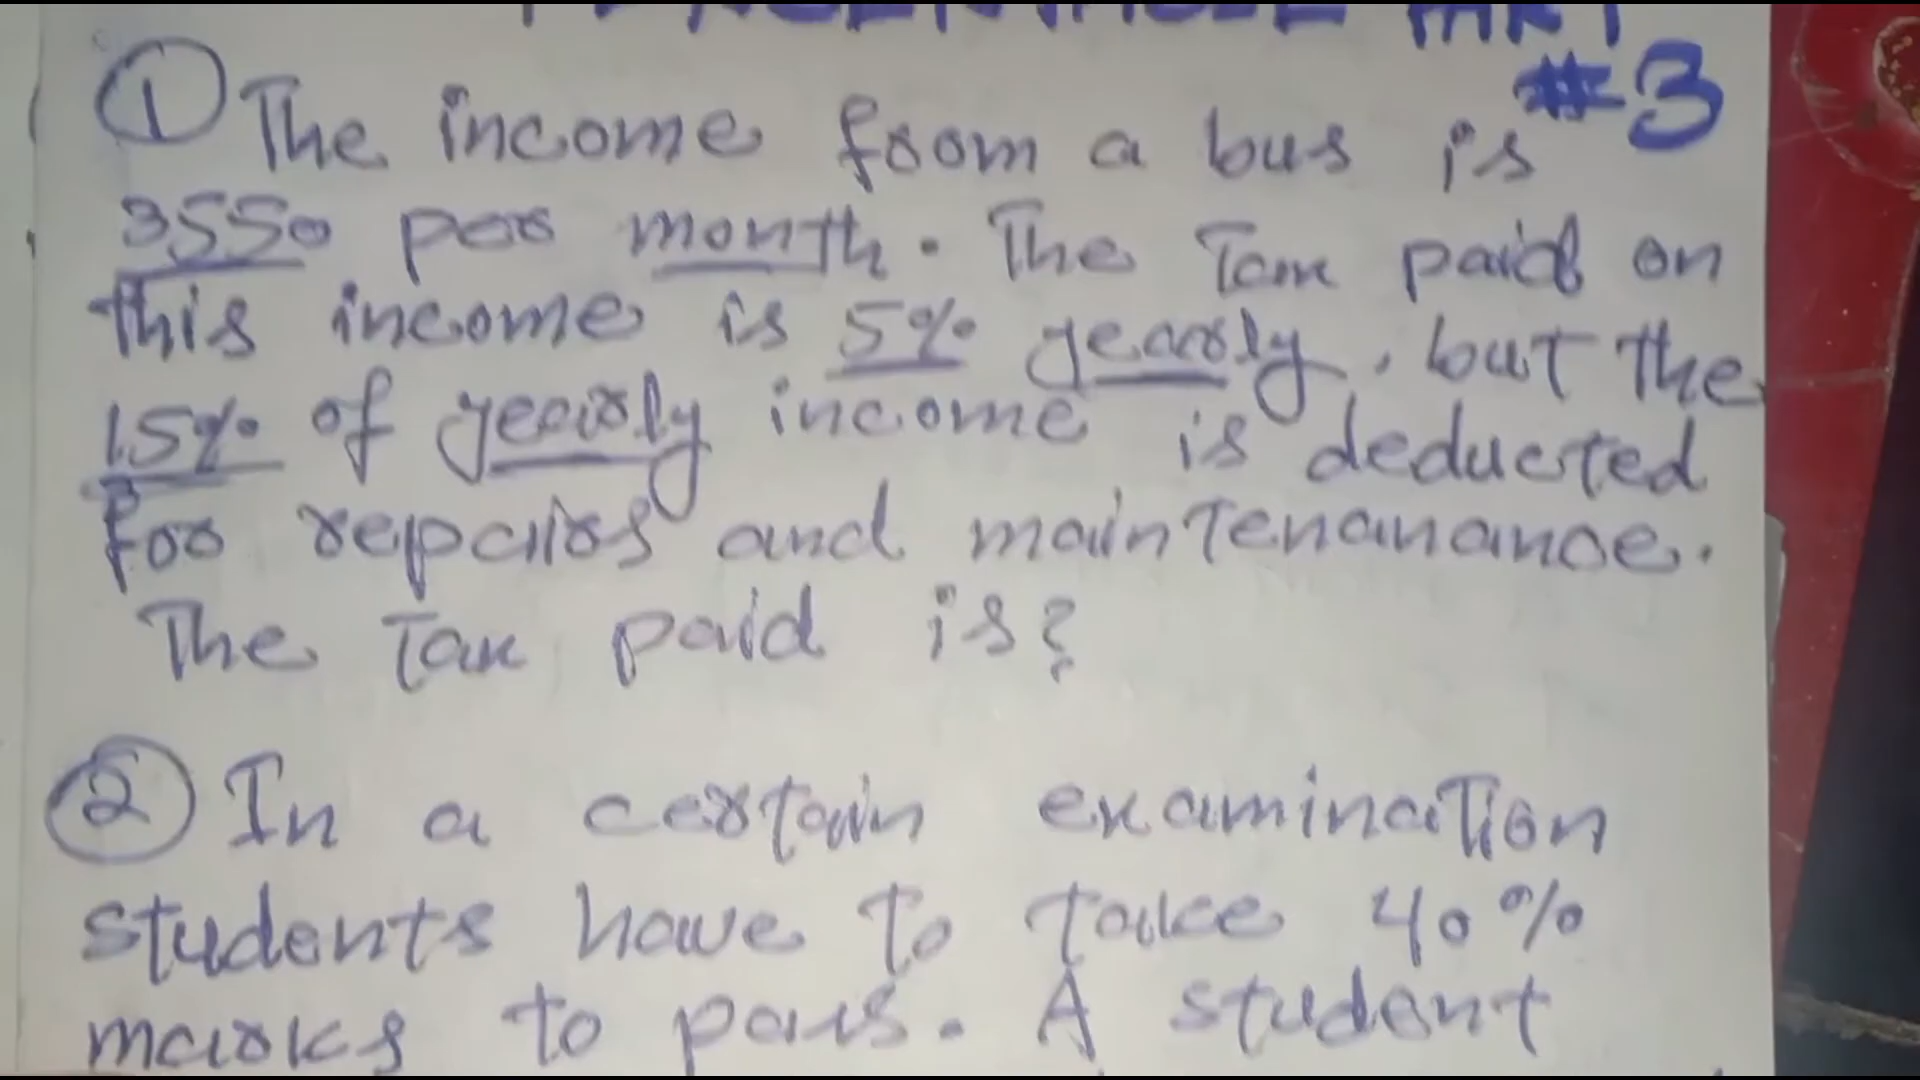 PERCENTAGE PART
#3
① The income from a bus is
3550 per month. The Tax paid on
this income is 5% yearly, but the
15% of yearly income is deducted
for repairs and maintenanance.
The Tax paid is?
② In a certain examination
students have to take 40%
marks to pass. A student